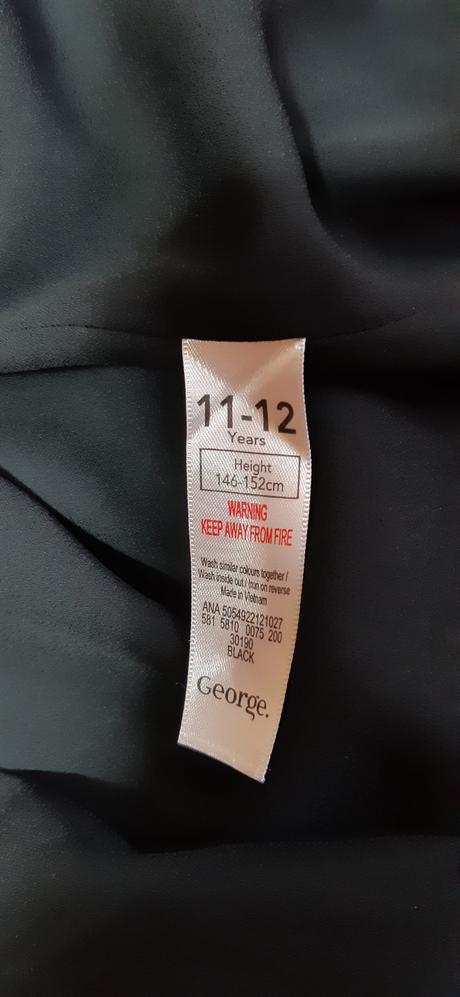 11-12
Years
Height
146-152cm
WARNING
KEEP AWAY FROM FIRE
Wash similar colours together /
Wash inside out / Iron on reverse
Made in Vietnam
ANA 5054922121027
581 5810 0075 200
30190
BLACK
George.